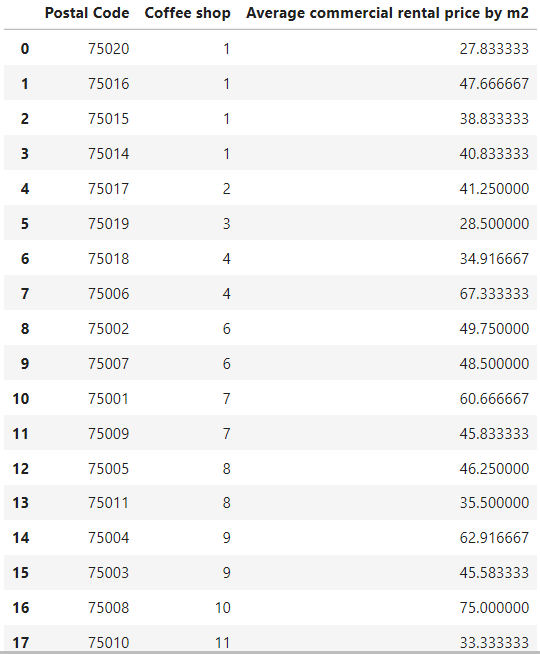 Postal Code Coffee shop Average commercial rental price by m2
0 75020 1 27.833333
1 75016 1 47.666667
2 75015 1 38.833333
3 75014 1 40.833333
4 75017 2 41.250000
5 75019 3 28.500000
6 75018 4 34.916667
7 75006 4 67.333333
8 75002 6 49.750000
9 75007 6 48.500000
10 75001 7 60.666667
11 75009 7 45.833333
12 75005 8 46.250000
13 75011 8 35.500000
14 75004 9 62.916667
15 75003 9 45.583333
16 75008 10 75.000000
17 75010 11 33.333333